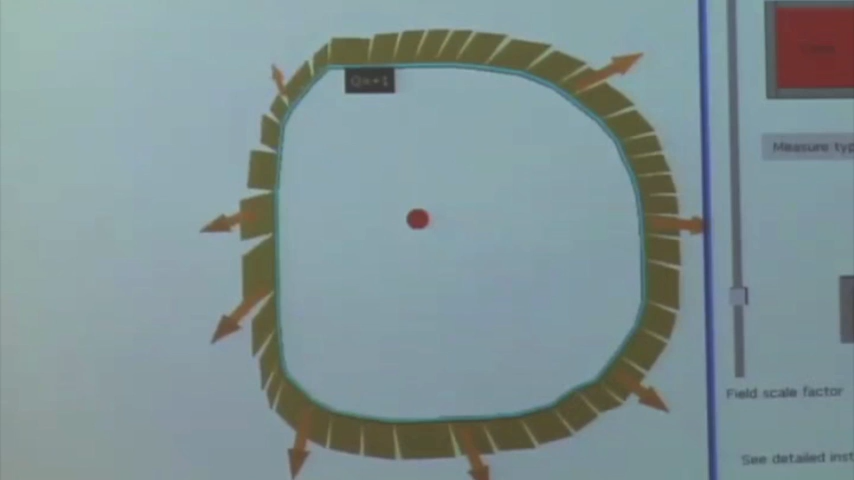 Q=+1
Measure typ
Field scale factor
See detailed inst